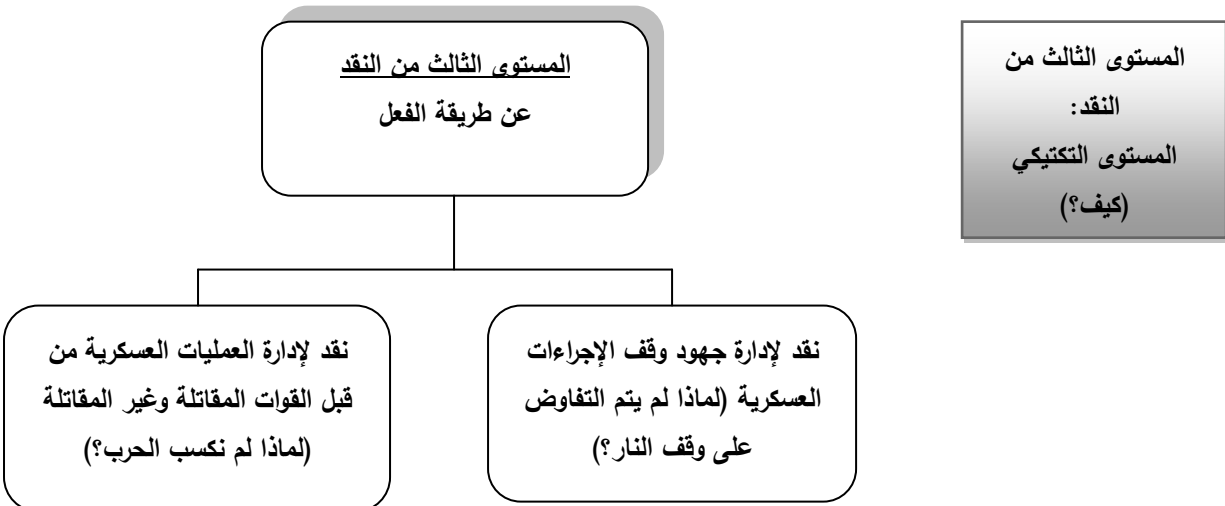 المستوى الثالث من
النقد:
المستوى التكتيكي
(كيف؟)
المستوى الثالث من النقد
عن طريقة الفعل
نقد لإدارة جهود وقف الإجراءات
العسكرية (لماذا لم يتم التفاوض
على وقف النار؟)
نقد لإدارة العمليات العسكرية من
قبل القوات المقاتلة وغير المقاتلة
(لماذا لم نكسب الحرب؟)